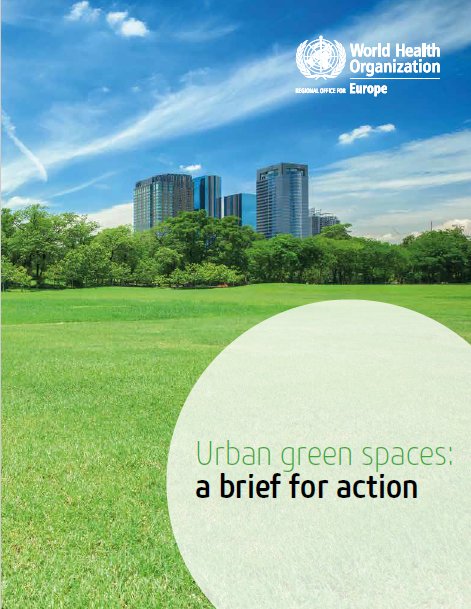 World Health
Organization
REGIONAL OFFICE FOR Europe
Urban green spaces:
a brief for action